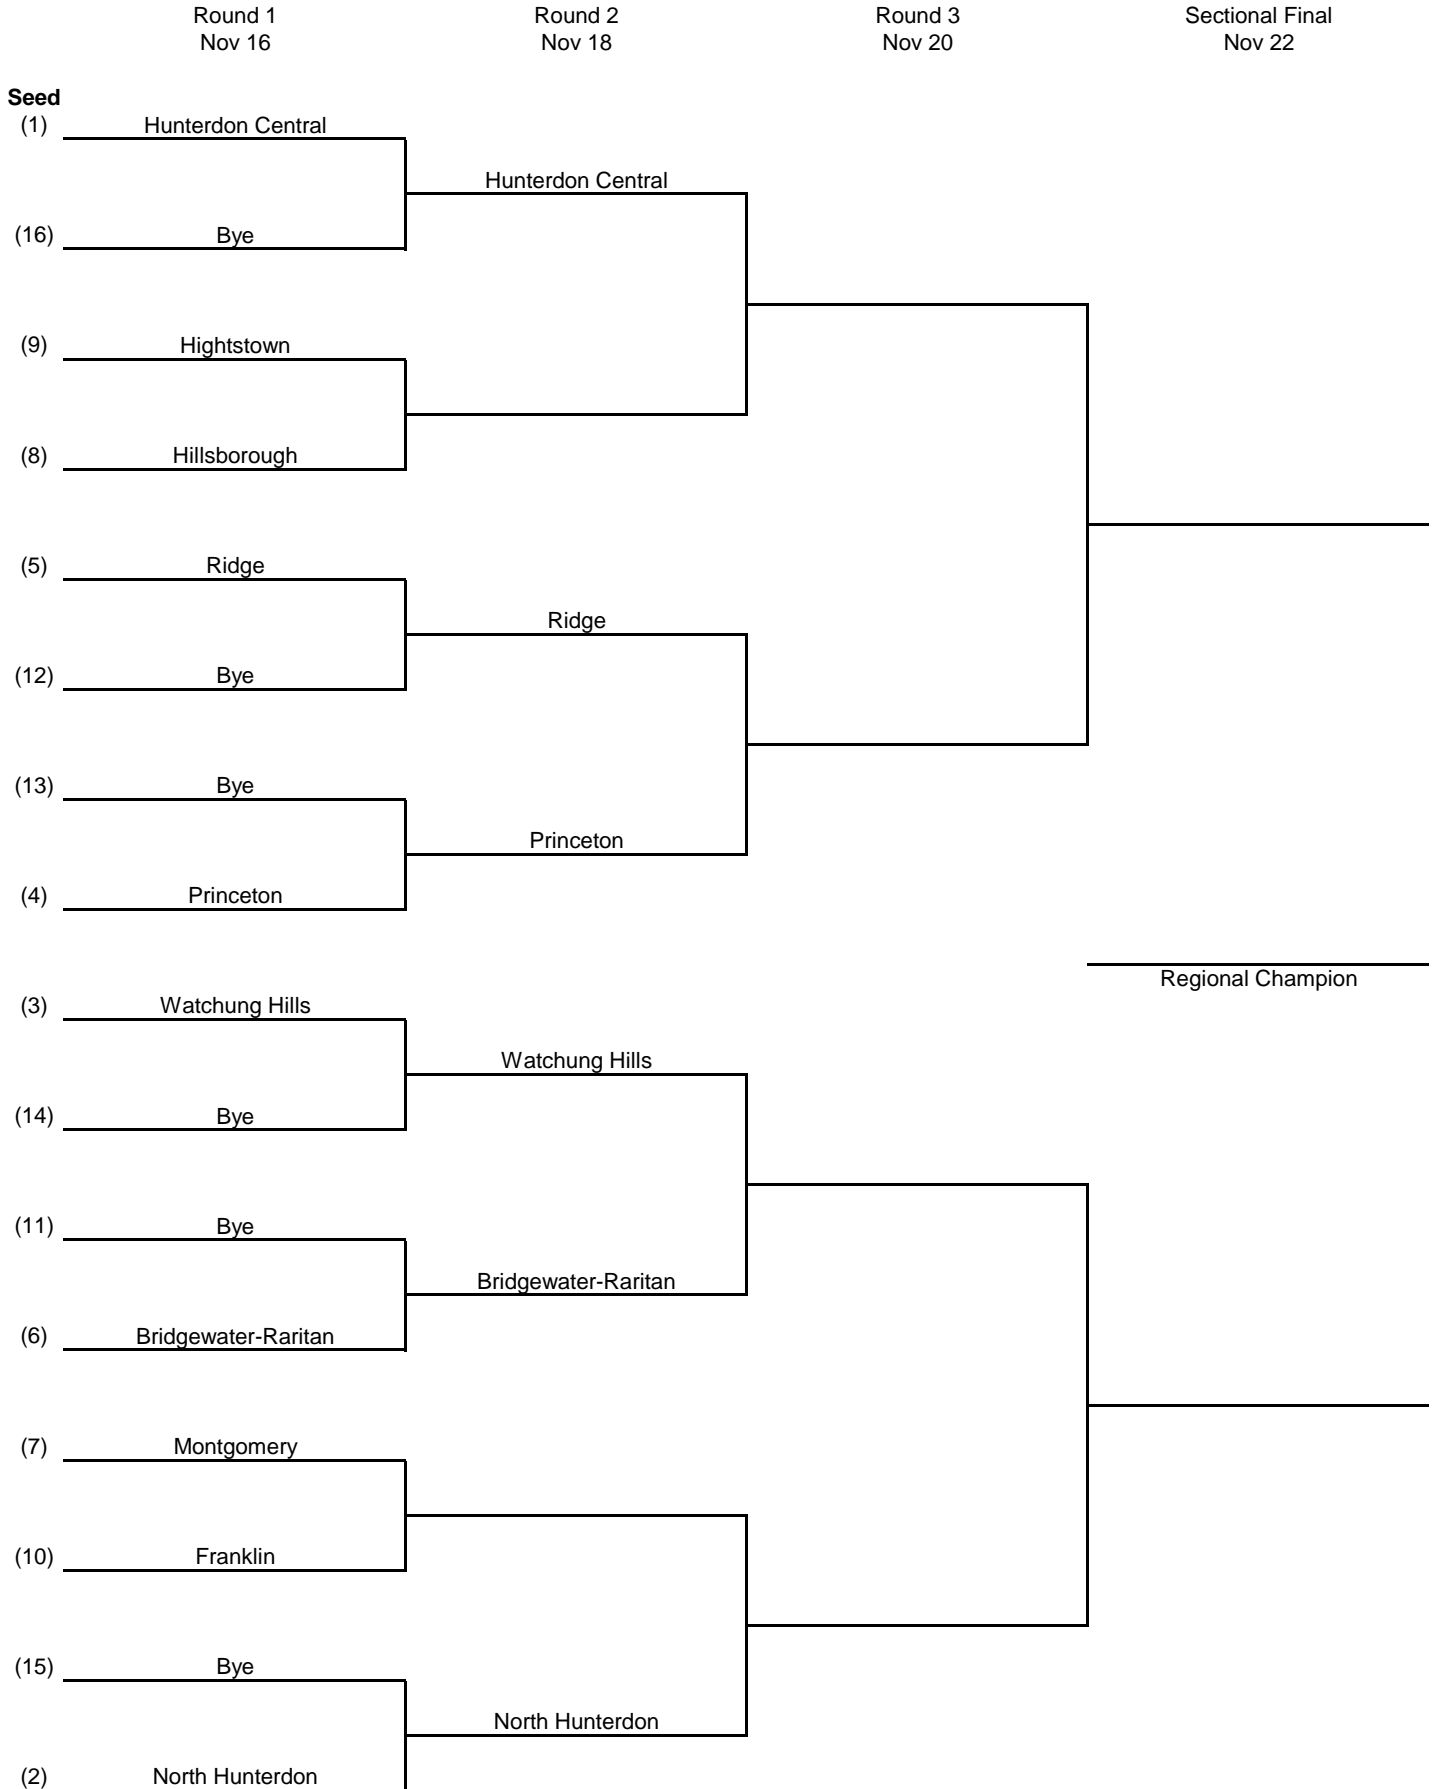 Round 1
Nov 16
Round 2
Nov 18
Round 3
Nov 20
Sectional Final
Nov 22
Seed
(1) Hunterdon Central
Hunterdon Central
(16) Bye
(9) Hightstown
(8) Hillsborough
(5) Ridge
Ridge
(12) Bye
(13) Bye
Princeton
(4) Princeton
Regional Champion
(3) Watchung Hills
Watchung Hills
(14) Bye
(11) Bye
Bridgewater-Raritan
(6) Bridgewater-Raritan
(7) Montgomery
(10) Franklin
(15) Bye
North Hunterdon
(2) North Hunterdon